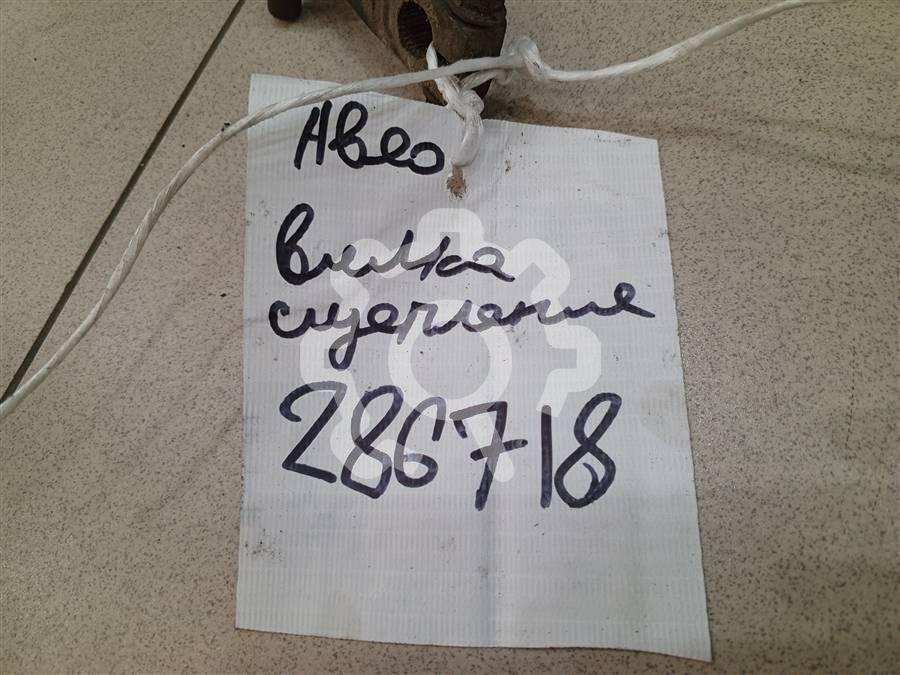 Авео
вилка
сцепление
286718